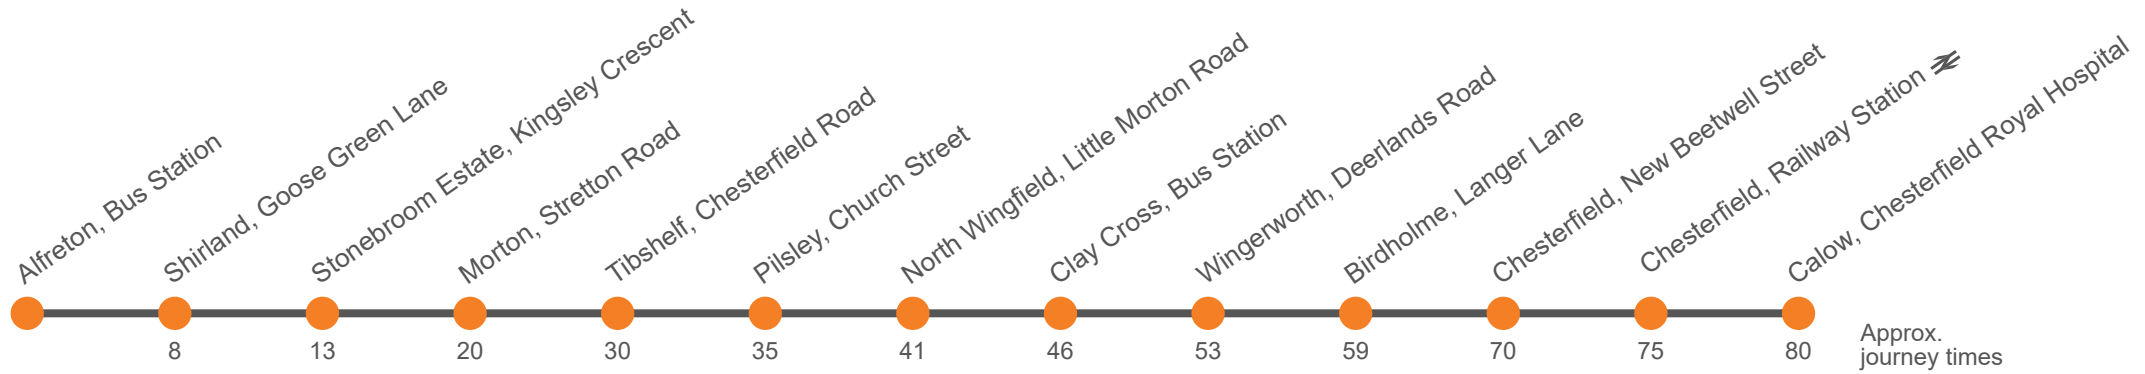 Alfreton, Bus Station
Shirland, Goose Green Lane
Stonebroom Estate, Kingsley Crescent
Morton, Stretton Road
Tibshelf, Chesterfield Road
Pilsley, Church Street
North Wingfield, Little Morton Road
Clay Cross, Bus Station
Wingerworth, Deerlands Road
Birdholme, Langer Lane
Chesterfield, New Beetwell Street
Chesterfield, Railway Station
Calow, Chesterfield Royal Hospital
8 13 20 30 35 41 46 53 59 70 75 80
Approx.
journey times